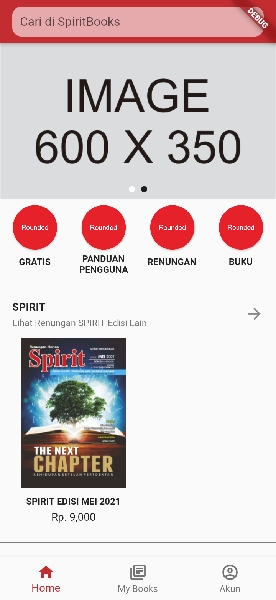 Cari di SpiritBooks
DEBUG
IMAGE
600 X 350
Rounded
Rounded
Rounded
Rounded
GRATIS
PANDUAN
PENGGUNA
RENUNGAN
BUKU
SPIRIT
Lihat Renungan SPIRIT Edisi Lain
Renungan Harian
Spirit
MEI 2021
THE NEXT
CHAPTER
SPIRIT EDISI MEI 2021
Rp. 9,000
Home
My Books
Akun